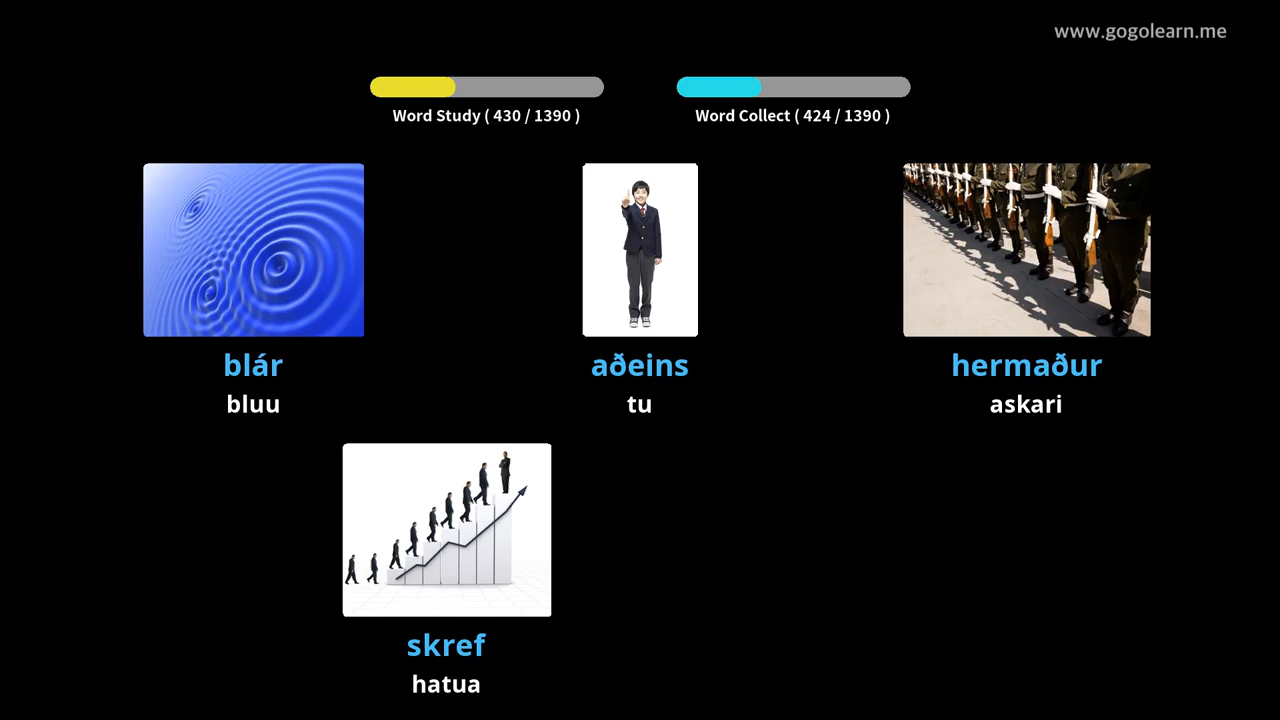 www.gogolearn.me
Word Study ( 430 / 1390 )
Word Collect ( 424 / 1390 )
blár
bluu
aðeins
tu
hermaður
askari
skref
hatua